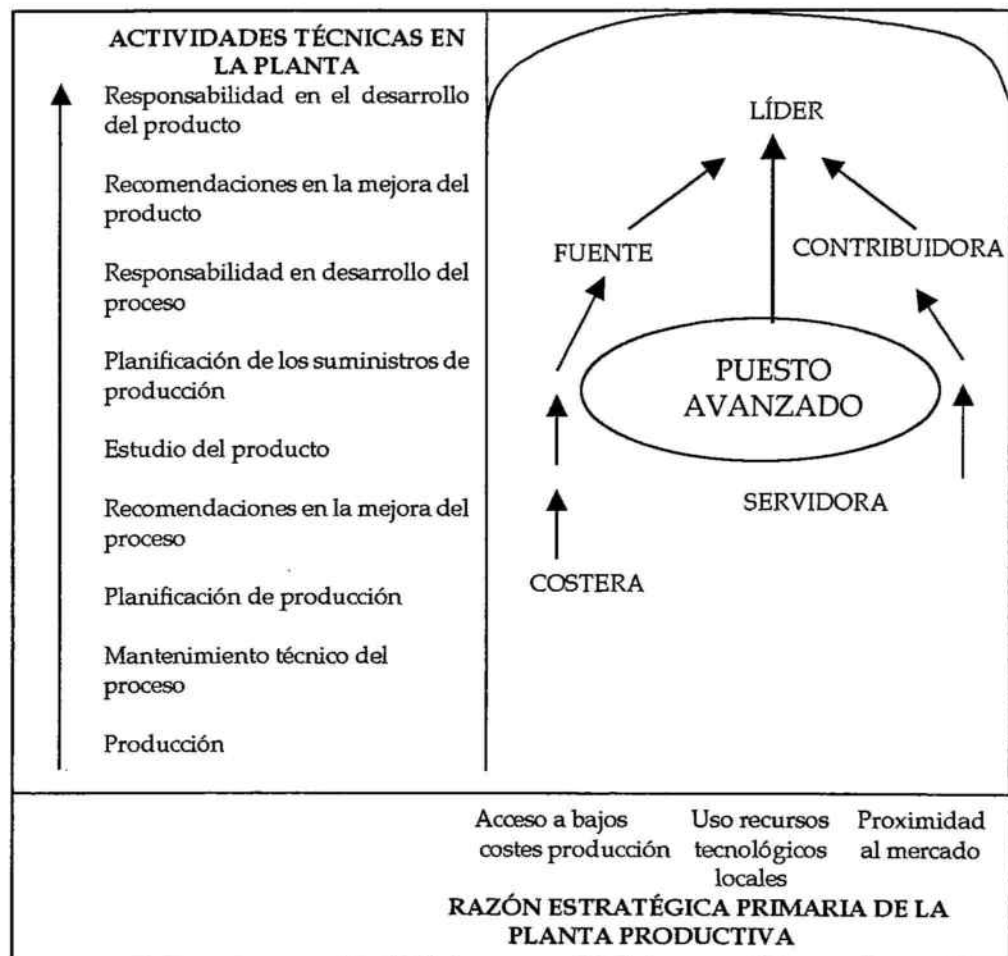 ACTIVIDADES TÉCNICAS EN
LA PLANTA
Responsabilidad en el desarrollo
del producto
Recomendaciones en la mejora del
producto
Responsabilidad en desarrollo del
proceso
Planificación de los suministros de
producción
Estudio del producto
Recomendaciones en la mejora del
proceso
Planificación de producción
Mantenimiento técnico del
proceso
Producción
LÍDER
FUENTE
CONTRIBUIDORA
PUESTO
AVANZADO
SERVIDORA
COSTERA
Acceso a bajos
costes producción
Uso recursos
tecnológicos
locales
Proximidad
al mercado
RAZÓN ESTRATÉGICA PRIMARIA DE LA
PLANTA PRODUCTIVA